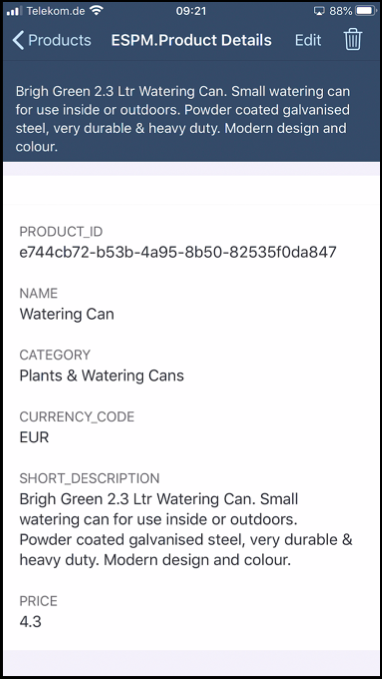 Telekom.de 09:21 88%
Products ESPM.Product Details Edit
Brigh Green 2.3 Ltr Watering Can. Small watering can
for use inside or outdoors. Powder coated galvanised
steel, very durable & heavy duty. Modern design and
colour.
PRODUCT_ID
e744cb72-b53b-4a95-8b50-82535f0da847
NAME
Watering Can
CATEGORY
Plants & Watering Cans
CURRENCY_CODE
EUR
SHORT_DESCRIPTION
Brigh Green 2.3 Ltr Watering Can. Small
watering can for use inside or outdoors.
Powder coated galvanised steel, very durable &
heavy duty. Modern design and colour.
PRICE
4.3